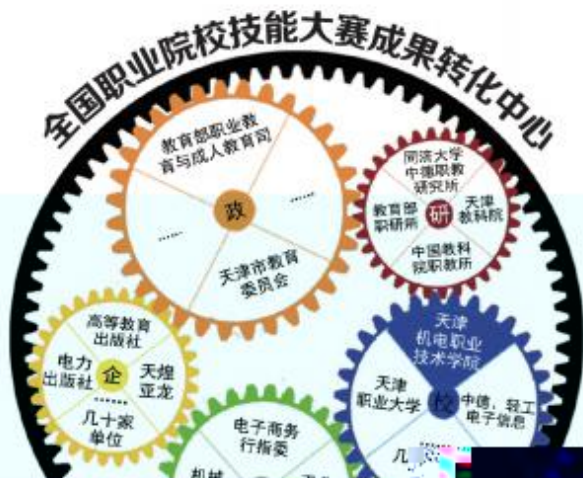 全国职业院校技能大赛成果转化中心
教育部职业教
育与成人教育司
……
政
……
天津市教育
委员会
同济大学
中德职教
研究所
教育部
职研所
研
天津
教科院
中国教科
院职教所
高等教育
出版社
电力
出版社
企
天煌
亚龙
……
几十家
单位
天津
机电职业
技术学院
天津
职业大学
校
中德，轻工
电子信息
电子商务
行指委
机械